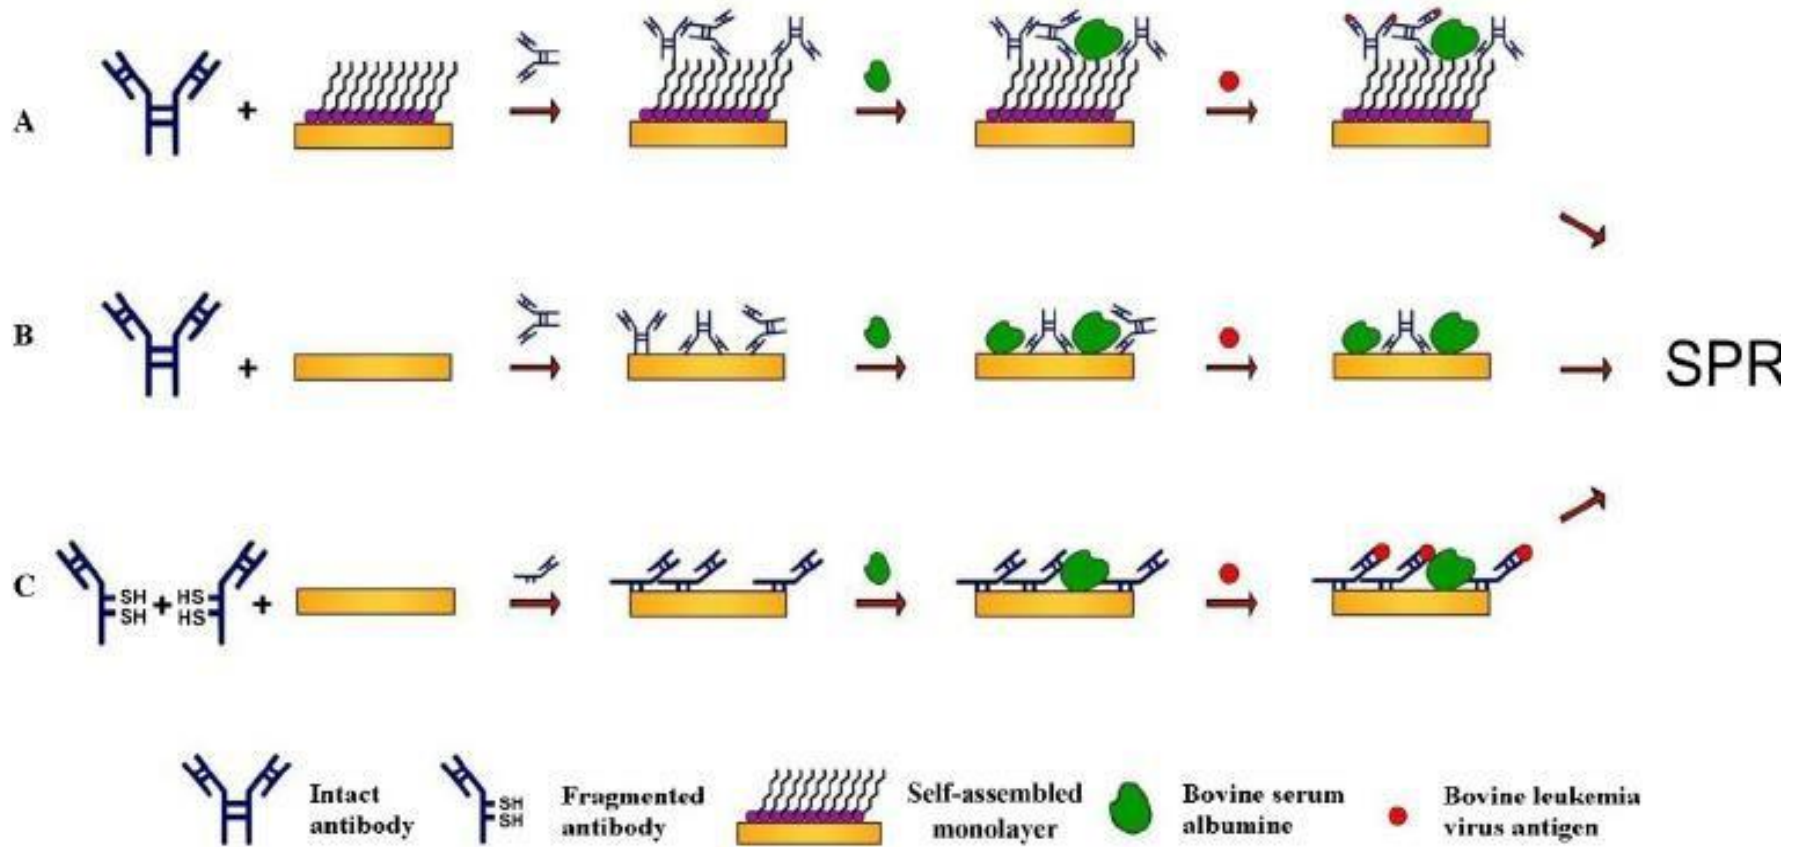 A
+
B
+
SPR
C
SH + HS
SH HS
+
Intact
antibody
SH
SH
Fragmented
antibody
Self-assembled
monolayer
Bovine serum
albumine
Bovine leukemia
virus antigen